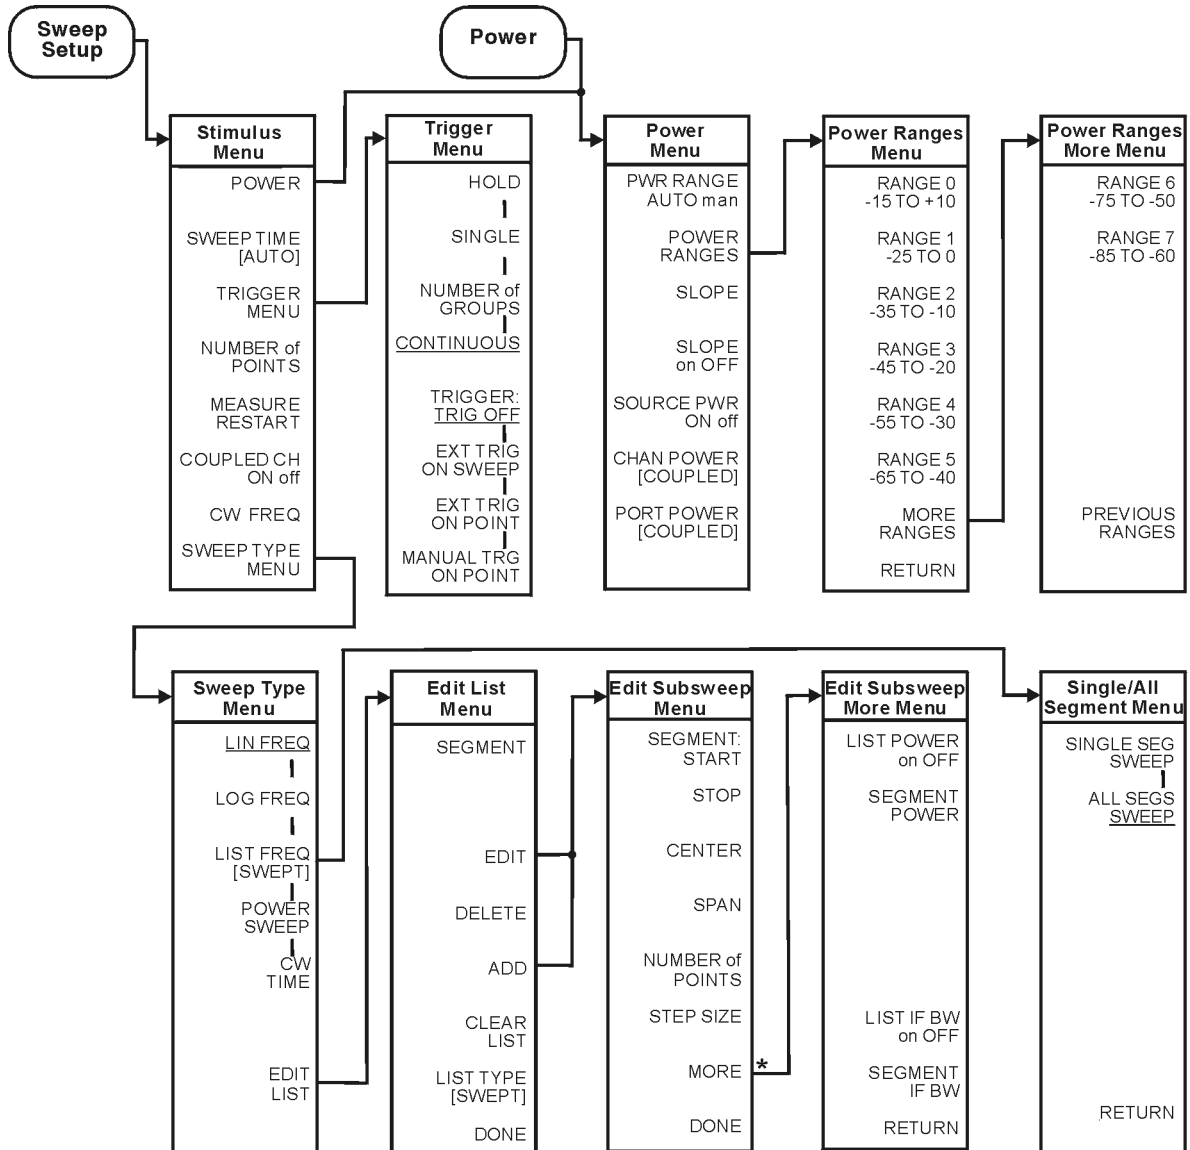 Sweep
Setup
Power
Stimulus
Menu
POWER
SWEEP TIME
[AUTO]
TRIGGER
MENU
NUMBER of
POINTS
MEASURE
RESTART
COUPLED CH
ON off
CW FREQ
SWEEP TYPE
MENU
Trigger
Menu
HOLD
SINGLE
NUMBER of
GROUPS
CONTINUOUS
TRIGGER:
TRIG OFF
EXT TRIG
ON SWEEP
EXT TRIG
ON POINT
MANUAL TRG
ON POINT
Power
Menu
PWR RANGE
AUTO man
POWER
RANGES
SLOPE
SLOPE
on OFF
SOURCE PWR
ON off
CHAN POWER
[COUPLED]
PORT POWER
[COUPLED]
Power Ranges
Menu
RANGE 0
-15 TO +10
RANGE 1
-25 TO 0
RANGE 2
-35 TO -10
RANGE 3
-45 TO -20
RANGE 4
-55 TO -30
RANGE 5
-65 TO -40
MORE
RANGES
RETURN
Power Ranges
More Menu
RANGE 6
-75 TO -50
RANGE 7
-85 TO -60
PREVIOUS
RANGES
Sweep Type
Menu
LIN FREQ
LOG FREQ
LIST FREQ
[SWEPT]
POWER
SWEEP
CW
TIME
EDIT
LIST
Edit List
Menu
SEGMENT
EDIT
DELETE
ADD
CLEAR
LIST
LIST TYPE
[SWEPT]
DONE
Edit Subsweep
Menu
SEGMENT:
START
STOP
CENTER
SPAN
NUMBER of
POINTS
STEP SIZE
MORE *
DONE
Edit Subsweep
More Menu
LIST POWER
on OFF
SEGMENT
POWER
LIST IF BW
on OFF
SEGMENT
IF BW
RETURN
Single/All
Segment Menu
SINGLE SEG
SWEEP
ALL SEGS
SWEEP
RETURN